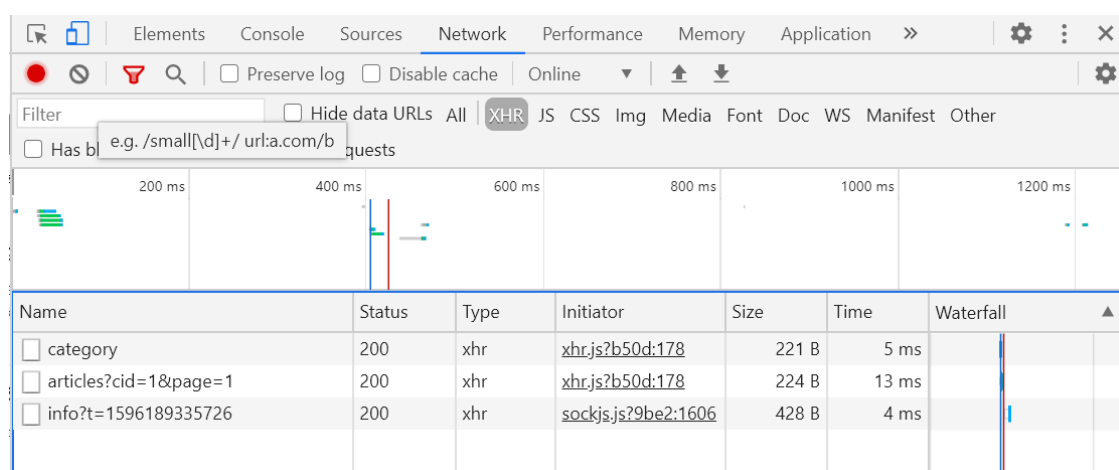 Elements Console Sources Network Performance Memory Application »
Preserve log Disable cache Online ▼
Filter Hide data URLs All XHR JS CSS Img Media Font Doc WS Manifest Other
e.g. /small[\d]+/ url:a.com/b
Has bl quests
200 ms 400 ms 600 ms 800 ms 1000 ms 1200 ms
Name Status Type Initiator Size Time Waterfall ▲
category 200 xhr xhr.js?b50d:178 221 B 5 ms
articles?cid=1&page=1 200 xhr xhr.js?b50d:178 224 B 13 ms
info?t=1596189335726 200 xhr sockjs.js?9be2:1606 428 B 4 ms